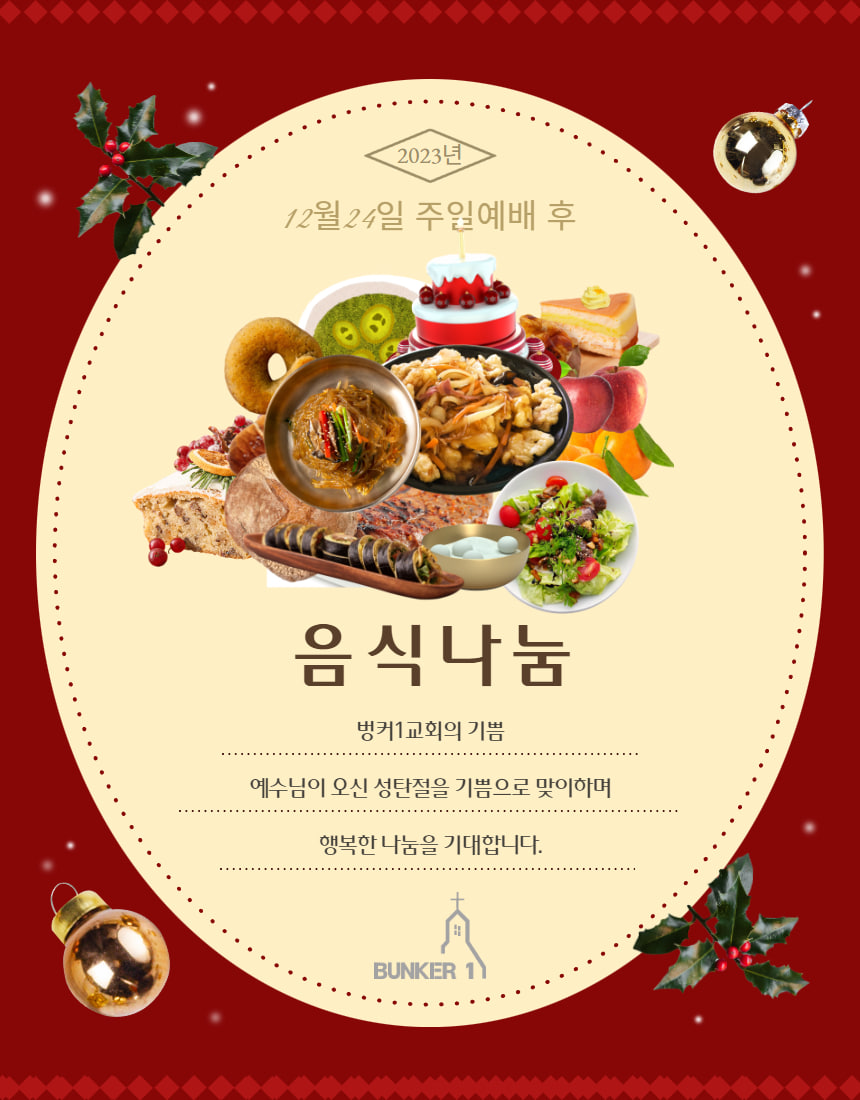 2023년
12월24일 주일예배 후
음식나눔
벙커1교회의 기쁨
예수님이 오신 성탄절을 기쁨으로 맞이하며
행복한 나눔을 기대합니다.
BUNKER 1